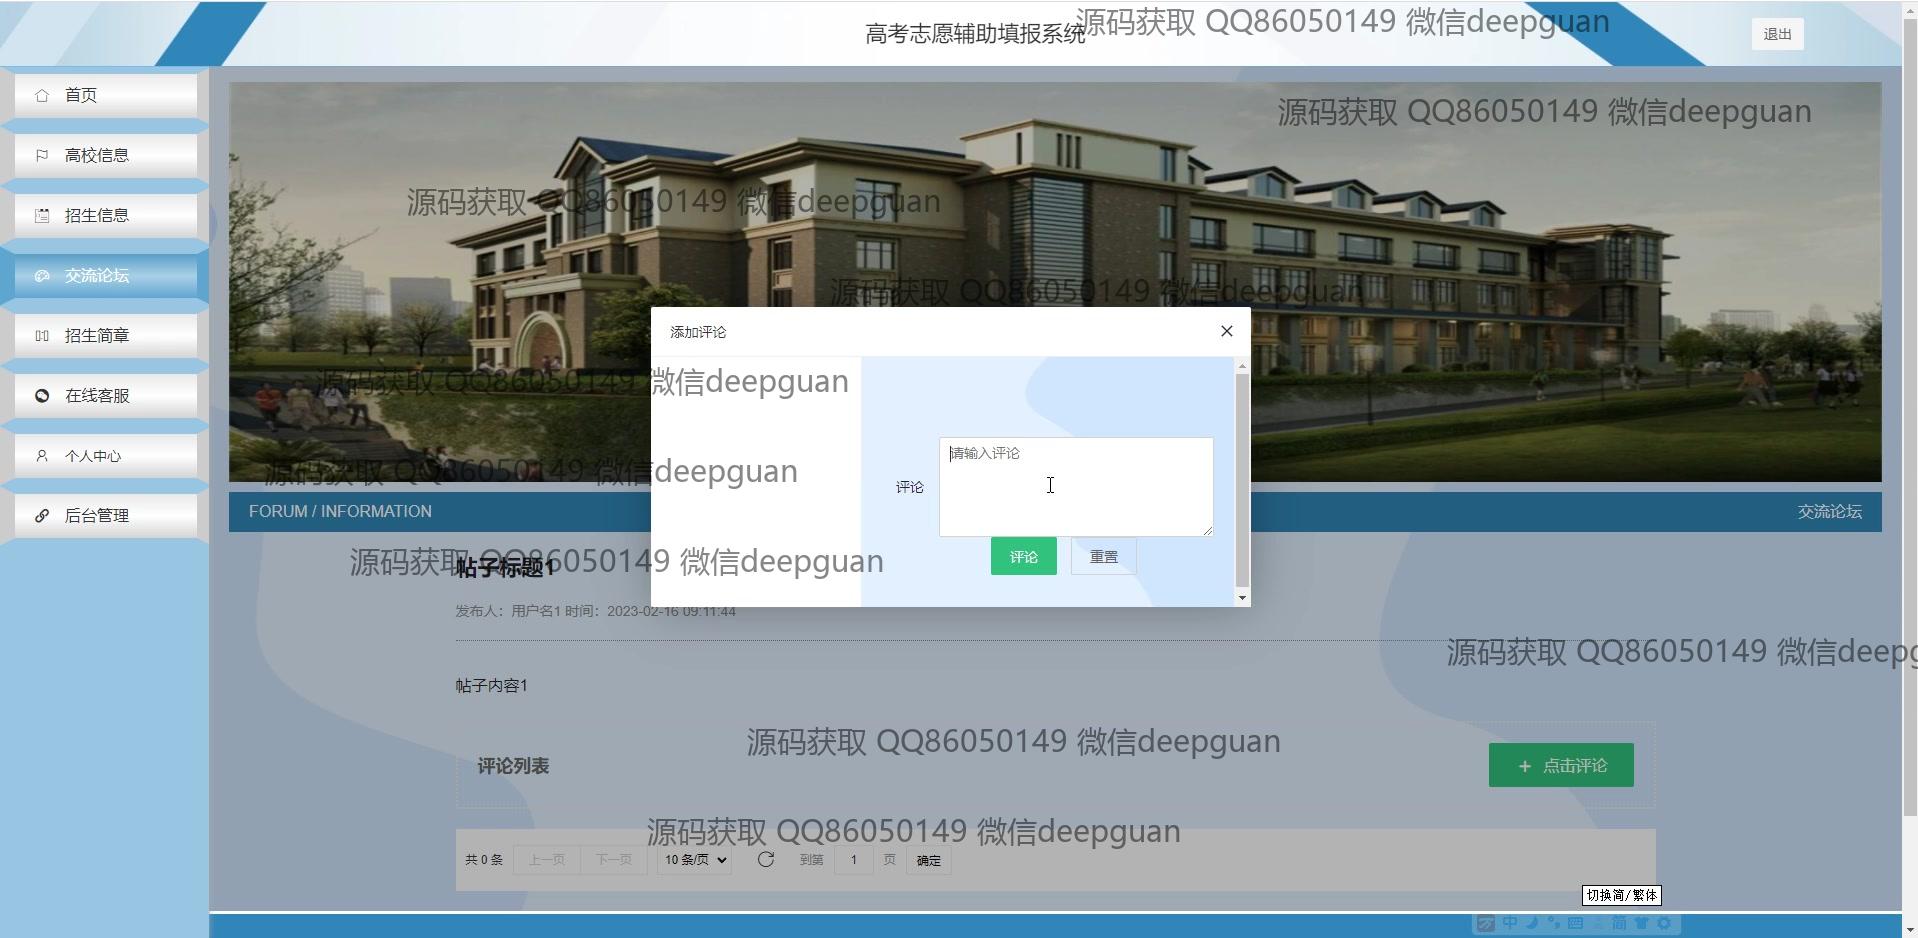 高考志愿辅助填报系统
源码获取 QQ86050149 微信deepguan
退出
首页
源码获取 QQ86050149 微信deepguan
高校信息
源码获取 QQ86050149 微信deepguan
招生信息
交流论坛
源码获取 QQ86050149 微信deepguan
招生简章
添加评论
源码获取 QQ86050149 微信deepguan
在线客服
请输入评论
个人中心
源码获取 QQ86050149 微信deepguan
评论
FORUM / INFORMATION
交流论坛
后台管理
评论
重置
源码获取 QQ86050149 微信deepguan
帖子标题1
发布人：用户名1 时间：2023-02-16 09:11:44
源码获取 QQ86050149 微信deepg
帖子内容1
源码获取 QQ86050149 微信deepguan
评论列表
点击评论
源码获取 QQ86050149 微信deepguan
共 0 条 上一页 下一页 10 条/页 到第 1 页 确定
切换简/繁体
中 简